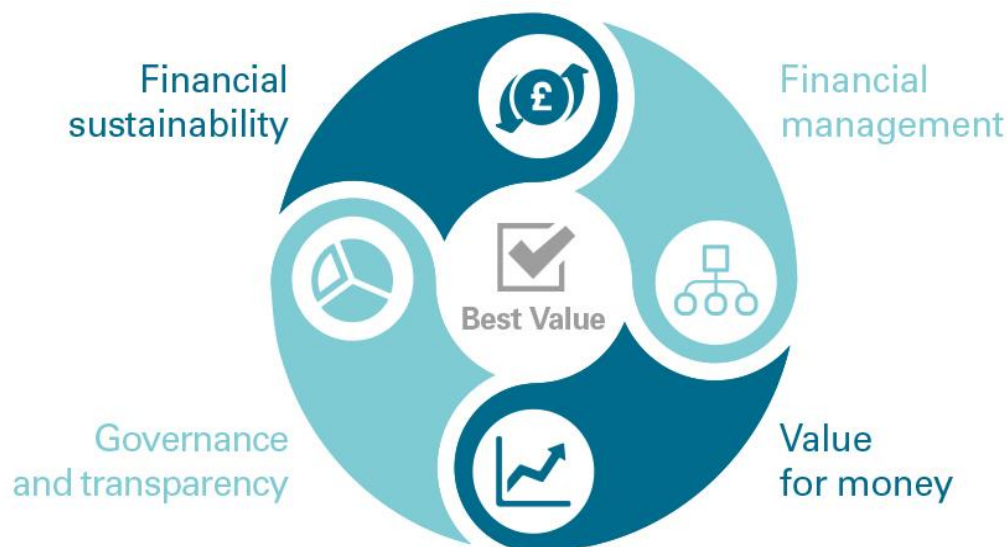 Financial
sustainability
£
Financial
management
Best Value
Governance
and transparency
Value
for money